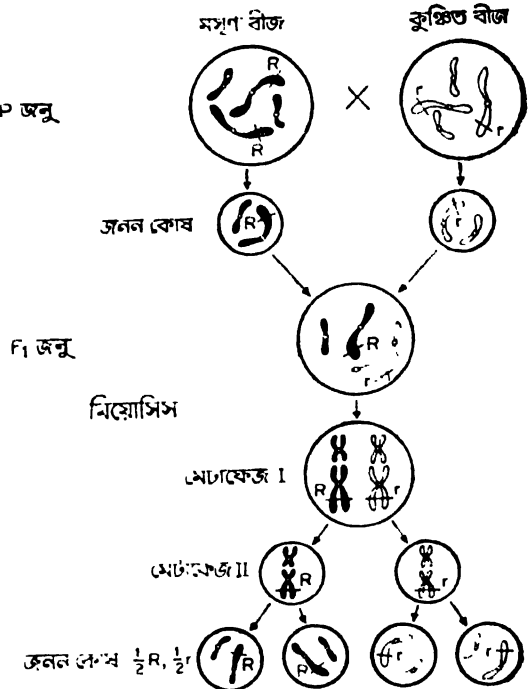 মসৃণ বীজ
কুঞ্চিত বীজ
P জনু
R
R
r
r
জনন কোষ
R
r
F₁ জনু
R
r
মিয়োসিস
মেটাফেজ I
R
r
মেটাফেজ II
R
r
জনন কোষ ½R, ½r
R
R
r
r